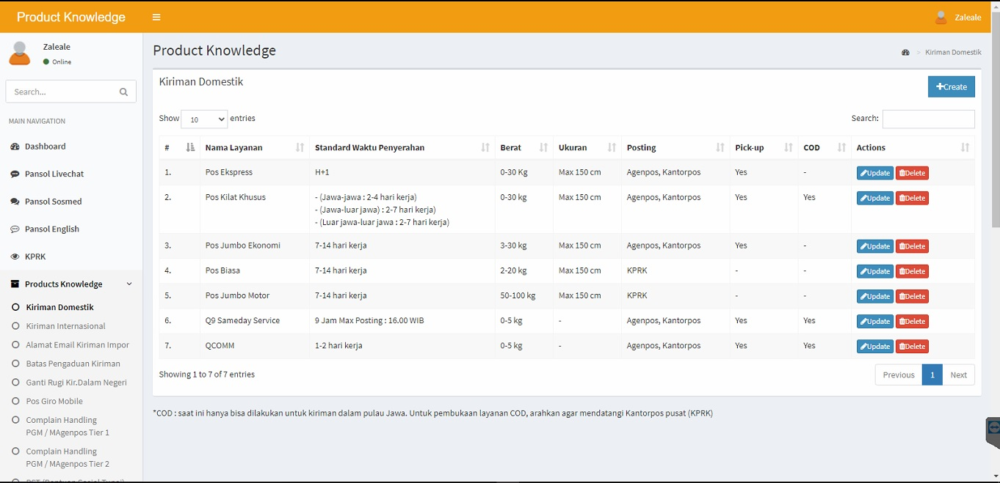 Product Knowledge
Zaleale
Zaleale
Online
Search...
MAIN NAVIGATION
Dashboard
Pansol Livechat
Pansol Sosmed
Pansol English
KPRK
Products Knowledge
Kiriman Domestik
Kiriman Internasional
Alamat Email Kiriman Impor
Batas Pengaduan Kiriman
Ganti Rugi Kir.Dalam Negeri
Pos Giro Mobile
Complain Handling
PGM / MAgenpos Tier 1
Complain Handling
PGM / MAgenpos Tier 2
Product Knowledge
> Kiriman Domestik
Kiriman Domestik
Create
Show 10 entries
Search:
# Nama Layanan Standard Waktu Penyerahan Berat Ukuran Posting Pick-up COD Actions
1. Pos Ekspress H+1 0-30 Kg Max 150 cm Agenpos, Kantorpos Yes - Update Delete
2. Pos Kilat Khusus - (Jawa-jawa : 2-4 hari kerja) 0-30 kg Max 150 cm Agenpos, Kantorpos Yes Yes Update Delete
- (Jawa-luar jawa) : 2-7 hari kerja)
- (Luar jawa-luar jawa : 2-7 hari kerja)
3. Pos Jumbo Ekonomi 7-14 hari kerja 3-30 kg Max 150 cm Agenpos, Kantorpos Yes - Update Delete
4. Pos Biasa 7-14 hari kerja 2-20 kg Max 150 cm KPRK - - Update Delete
5. Pos Jumbo Motor 7-14 hari kerja 50-100 kg Max 150 cm KPRK - - Update Delete
6. Q9 Sameday Service 9 Jam Max Posting : 16.00 WIB 0-5 kg - Agenpos, Kantorpos Yes Yes Update Delete
7. QCOMM 1-2 hari kerja 0-5 kg - Agenpos, Kantorpos Yes Yes Update Delete
Showing 1 to 7 of 7 entries
Previous 1 Next
*COD : saat ini hanya bisa dilakukan untuk kiriman dalam pulau Jawa. Untuk pembukaan layanan COD, arahkan agar mendatangi Kantorpos pusat (KPRK)